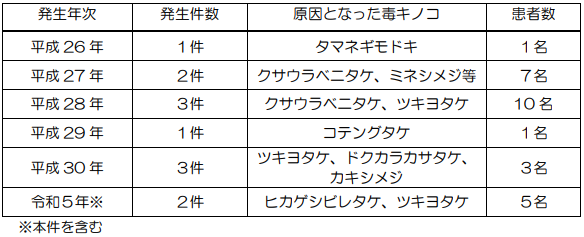 発生年次 発生件数 原因となった毒キノコ 患者数
平成26年 1件 タマネギモドキ 1名
平成27年 2件 クサウラベニタケ、ミネシメジ等 7名
平成28年 3件 クサウラベニタケ、ツキヨタケ 10名
平成29年 1件 コテングタケ 1名
平成30年 3件 ツキヨタケ、ドクカラカサタケ、
カキシメジ 3名
令和5年※ 2件 ヒカゲシビレタケ、ツキヨタケ 5名
※本件を含む